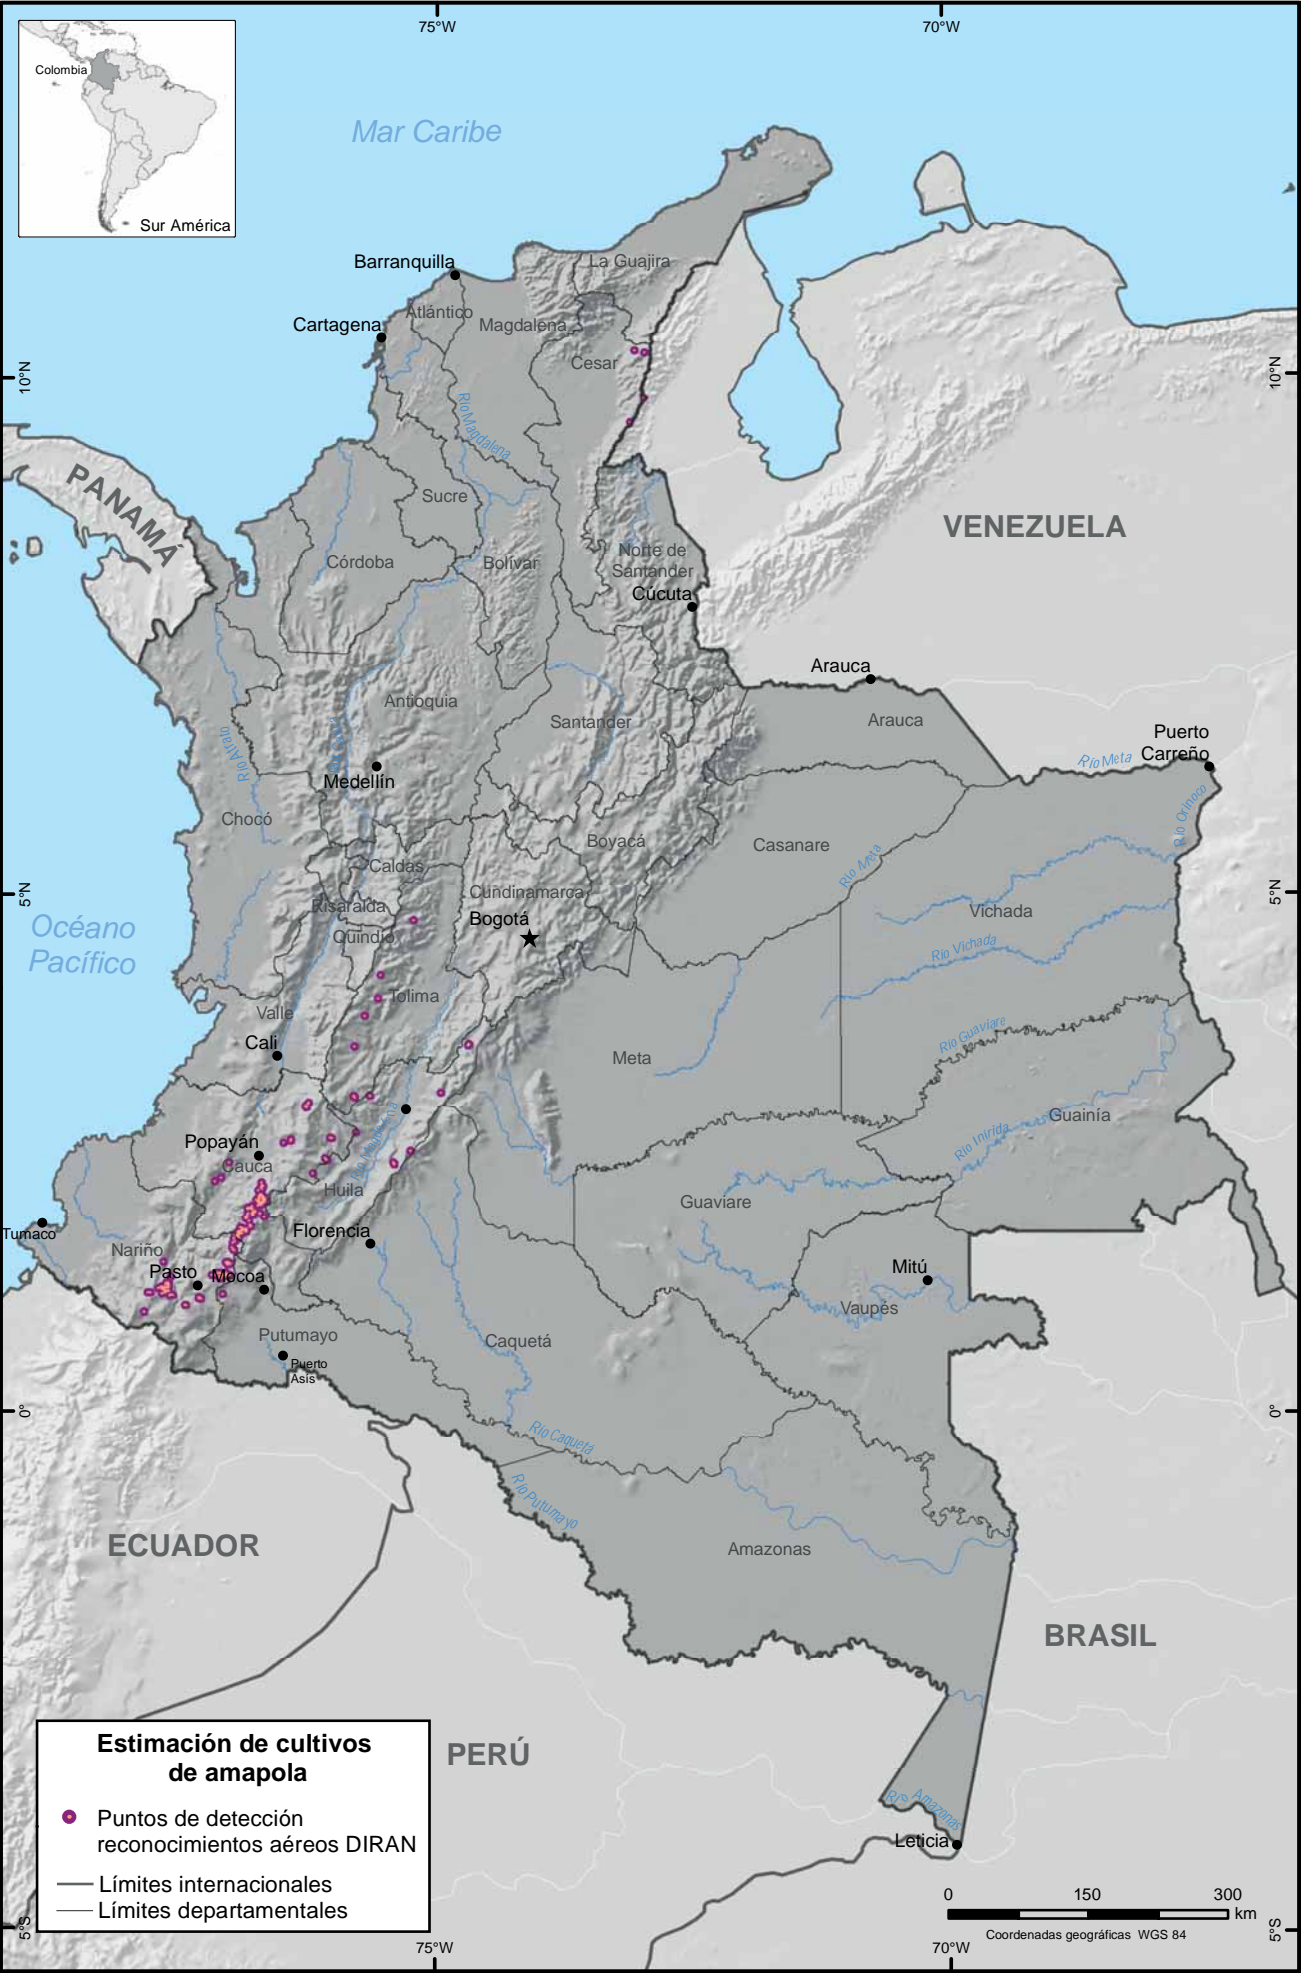 75°W
70°W
Colombia
Sur América
Mar Caribe
La Guajira
Barranquilla
Atlántico
Magdalena
Cartagena
Cesar
10°N
10°N
Río Magdalena
PANAMÁ
Sucre
VENEZUELA
Córdoba
Bolívar
Norte de
Santander
Cúcuta
Arauca
Antioquia
Santander
Arauca
Puerto
Carreño
Río Meta
Río Atrato
Medellín
Río Orinoco
Chocó
Boyacá
Casanare
Río Meta
Caldas
5°N
Cundinamarca
5°N
Risaralda
Bogotá
Vichada
Quindío
Océano
Pacífico
Río Vichada
Tolima
Valle
Río Guaviare
Cali
Meta
Guainía
Río Magdalena
Río Inirida
Popayán
Cauca
Huila
Guaviare
Tumaco
Florencia
Nariño
Pasto
Mocoa
Mitú
Vaupés
Putumayo
Caquetá
Puerto
Asís
0°
0°
Río Caquetá
Río Putumayo
ECUADOR
Amazonas
BRASIL
PERÚ
Estimación de cultivos
de amapola
Puntos de detección
reconocimientos aéreos DIRAN
Límites internacionales
Límites departamentales
Río Amazonas
Leticia
0 150 300
km
Coordenadas geográficas WGS 84
5°S
5°S
75°W
70°W